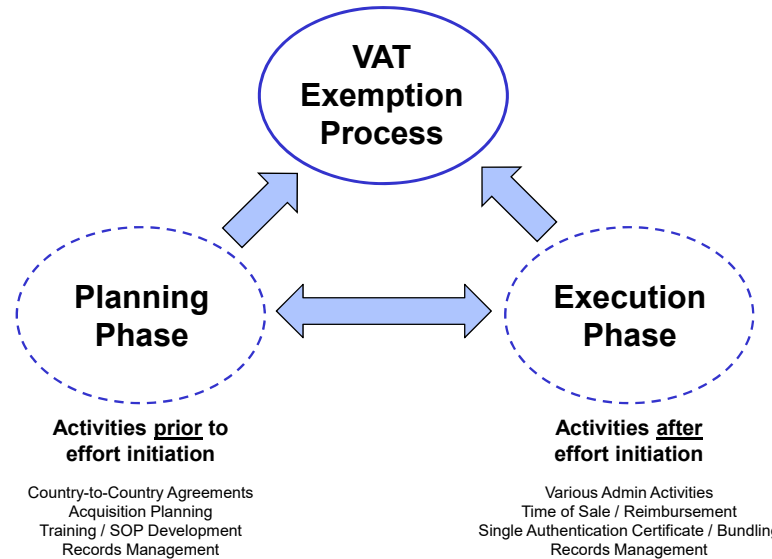 VAT
Exemption
Process
Planning
Phase
Execution
Phase
Activities prior to
effort initiation
Activities after
effort initiation
Country-to-Country Agreements
Acquisition Planning
Training / SOP Development
Records Management
Various Admin Activities
Time of Sale / Reimbursement
Single Authentication Certificate / Bundling
Records Management